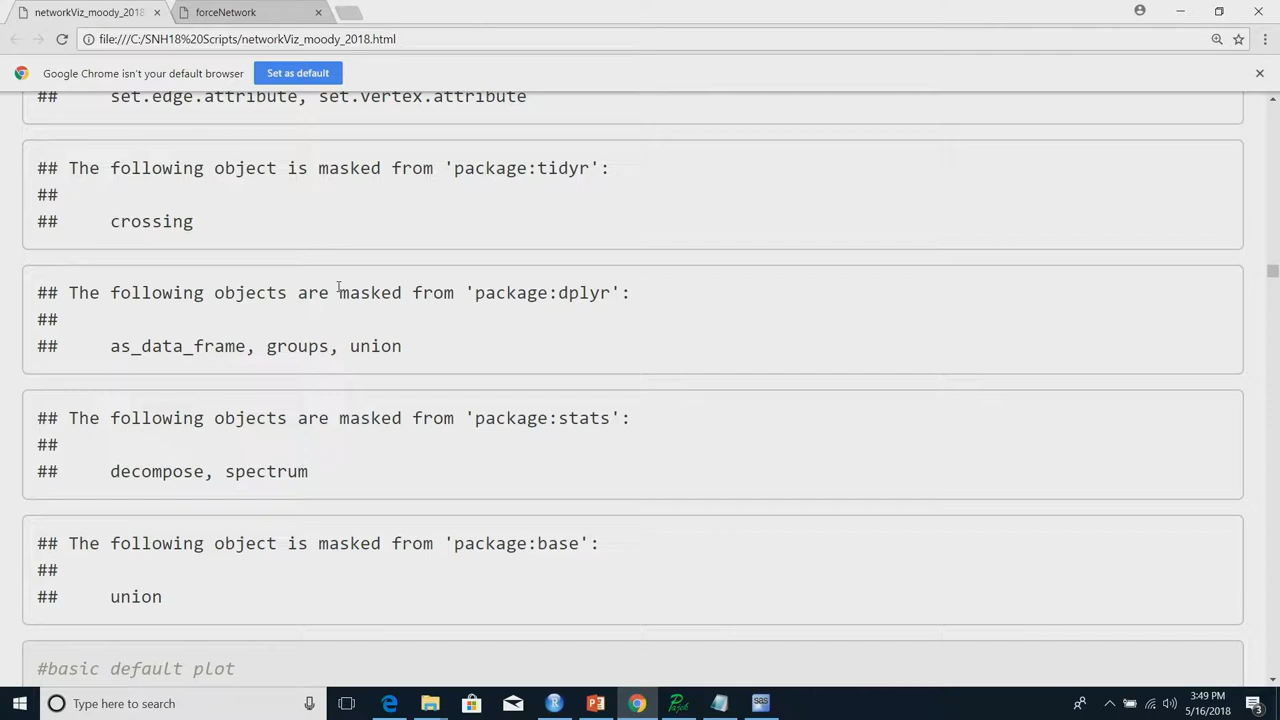 networkViz_moody_2018
forceNetwork
file:///C:/SNH18%20Scripts/networkViz_moody_2018.html
Google Chrome isn't your default browser
Set as default
## set.edge.attribute, set.vertex.attribute
## The following object is masked from 'package:tidyr':
##
## crossing
## The following objects are masked from 'package:dplyr':
##
## as_data_frame, groups, union
## The following objects are masked from 'package:stats':
##
## decompose, spectrum
## The following object is masked from 'package:base':
##
## union
#basic default plot
Type here to search
R
Pajek
sas
3:49 PM
5/16/2018
3